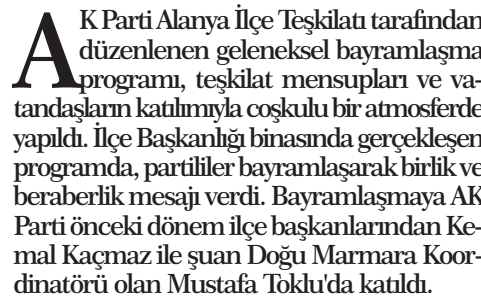 AK Parti Alanya İlçe Teşkilatı tarafından
düzenlenen geleneksel bayramlaşma
programı, teşkilat mensupları ve va-
tandaşların katılımıyla coşkulu bir atmosferde
yapıldı. İlçe Başkanlığı binasında gerçekleşen
programda, partililer bayramlaşarak birlik ve
beraberlik mesajı verdi. Bayramlaşmaya AK
Parti önceki dönem ilçe başkanlarından Ke-
mal Kaçmaz ile şuan Doğu Marmara Koor-
dinatörü olan Mustafa Toklu'da katıldı.